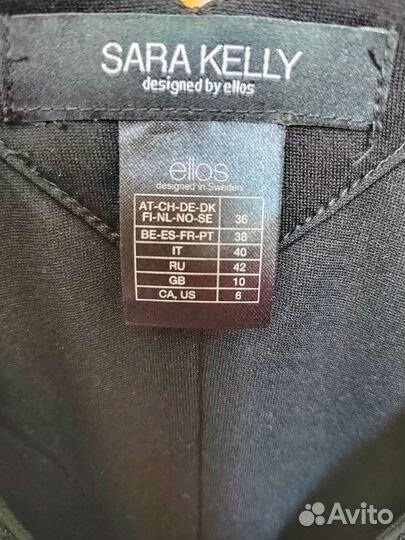 SARA KELLY
designed by ellos
ellos
designed in Sweden
AT-CH-DE-DK
FI-NL-NO-SE 36
BE-ES-FR-PT 38
IT 40
RU 42
GB 10
CA, US 6
Avito